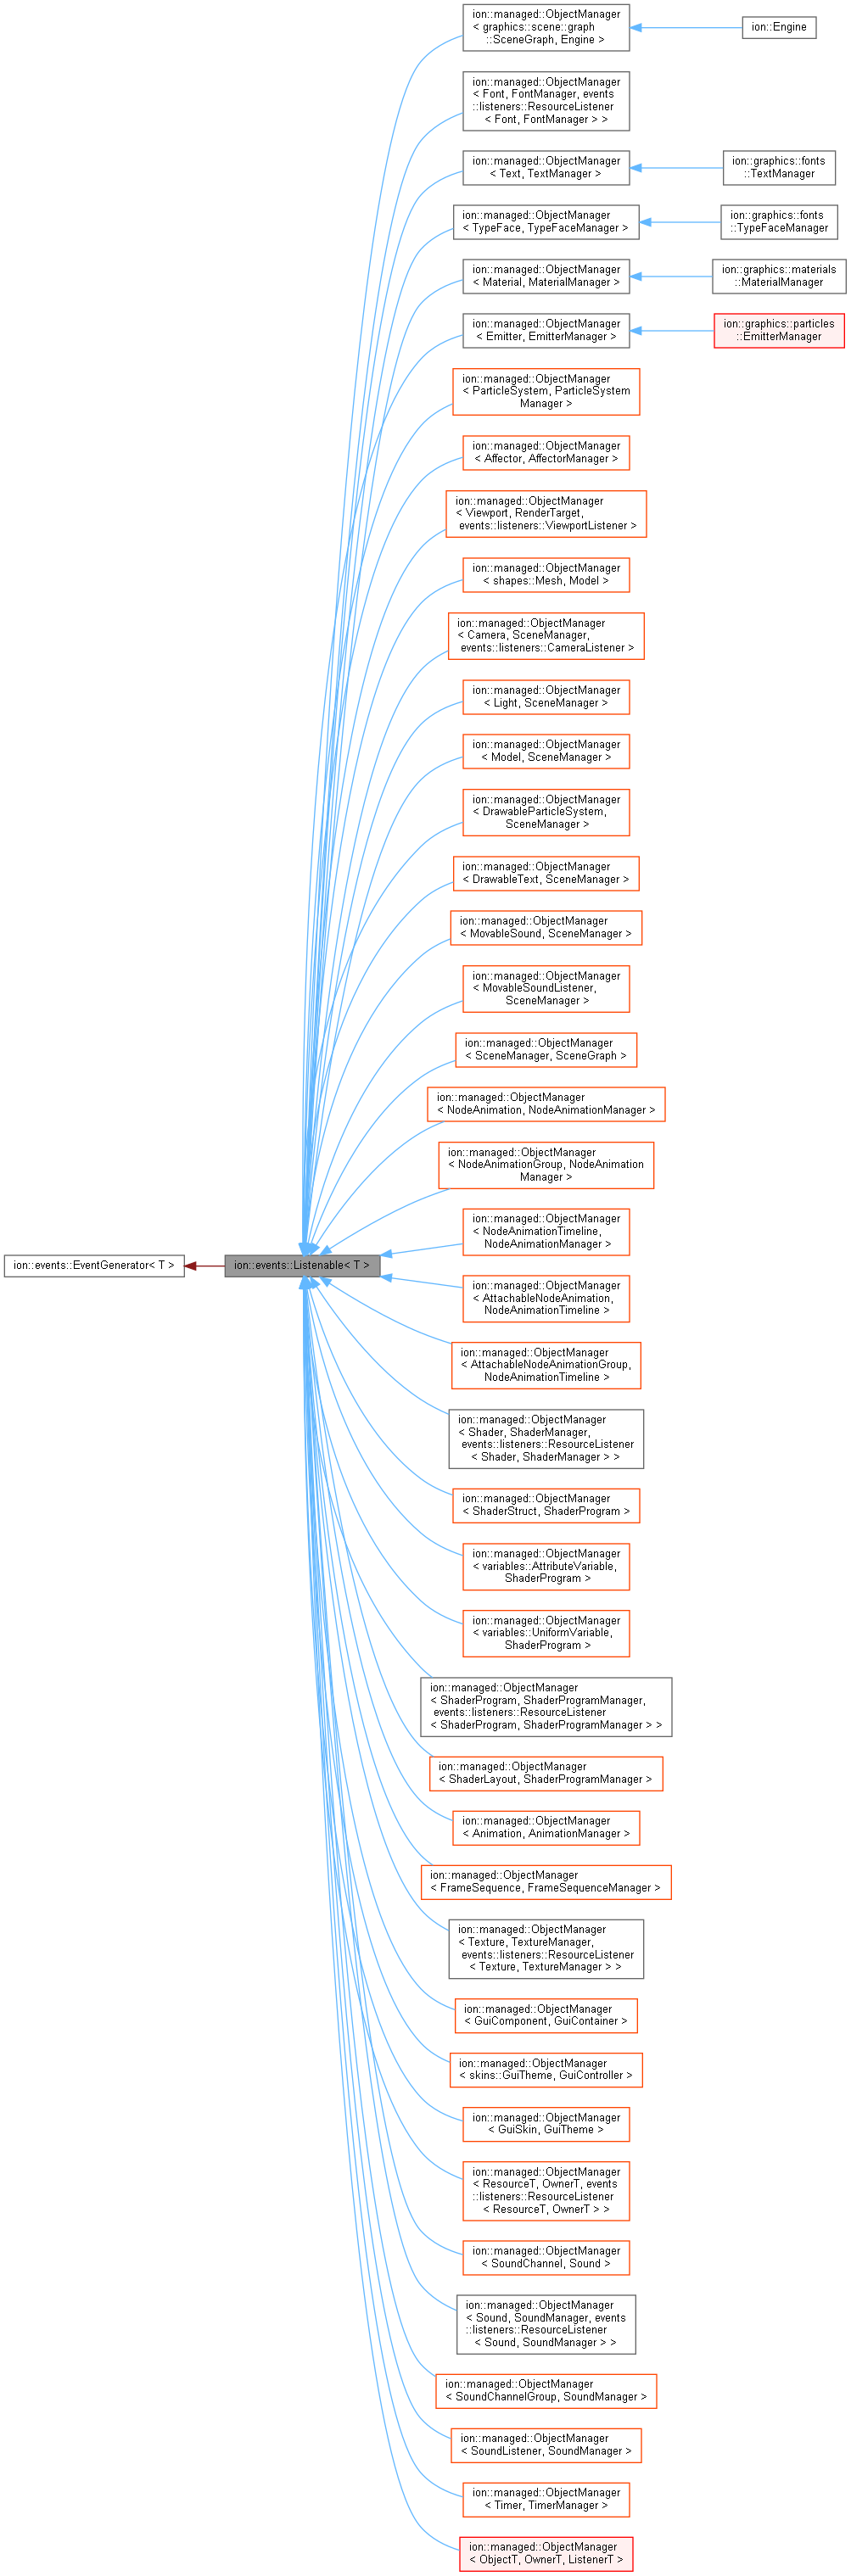 ion::managed::ObjectManager
< graphics::scene::graph
::SceneGraph, Engine >
ion::Engine
ion::managed::ObjectManager
< Font, FontManager, events
::listeners::ResourceListener
< Font, FontManager > >
ion::managed::ObjectManager
< Text, TextManager >
ion::graphics::fonts
::TextManager
ion::managed::ObjectManager
< TypeFace, TypeFaceManager >
ion::graphics::fonts
::TypeFaceManager
ion::managed::ObjectManager
< Material, MaterialManager >
ion::graphics::materials
::MaterialManager
ion::managed::ObjectManager
< Emitter, EmitterManager >
ion::graphics::particles
::EmitterManager
ion::managed::ObjectManager
< ParticleSystem, ParticleSystem
Manager >
ion::managed::ObjectManager
< Affector, AffectorManager >
ion::managed::ObjectManager
< Viewport, RenderTarget,
events::listeners::ViewportListener >
ion::managed::ObjectManager
< shapes::Mesh, Model >
ion::managed::ObjectManager
< Camera, SceneManager,
events::listeners::CameraListener >
ion::managed::ObjectManager
< Light, SceneManager >
ion::managed::ObjectManager
< Model, SceneManager >
ion::managed::ObjectManager
< DrawableParticleSystem,
SceneManager >
ion::managed::ObjectManager
< DrawableText, SceneManager >
ion::managed::ObjectManager
< MovableSound, SceneManager >
ion::managed::ObjectManager
< MovableSoundListener,
SceneManager >
ion::managed::ObjectManager
< SceneManager, SceneGraph >
ion::managed::ObjectManager
< NodeAnimation, NodeAnimationManager >
ion::managed::ObjectManager
< NodeAnimationGroup, NodeAnimation
Manager >
ion::managed::ObjectManager
< NodeAnimationTimeline,
NodeAnimationManager >
ion::events::EventGenerator< T >
ion::events::Listenable< T >
ion::managed::ObjectManager
< AttachableNodeAnimation,
NodeAnimationTimeline >
ion::managed::ObjectManager
< AttachableNodeAnimationGroup,
NodeAnimationTimeline >
ion::managed::ObjectManager
< Shader, ShaderManager,
events::listeners::ResourceListener
< Shader, ShaderManager > >
ion::managed::ObjectManager
< ShaderStruct, ShaderProgram >
ion::managed::ObjectManager
< variables::AttributeVariable,
ShaderProgram >
ion::managed::ObjectManager
< variables::UniformVariable,
ShaderProgram >
ion::managed::ObjectManager
< ShaderProgram, ShaderProgramManager,
events::listeners::ResourceListener
< ShaderProgram, ShaderProgramManager > >
ion::managed::ObjectManager
< ShaderLayout, ShaderProgramManager >
ion::managed::ObjectManager
< Animation, AnimationManager >
ion::managed::ObjectManager
< FrameSequence, FrameSequenceManager >
ion::managed::ObjectManager
< Texture, TextureManager,
events::listeners::ResourceListener
< Texture, TextureManager > >
ion::managed::ObjectManager
< GuiComponent, GuiContainer >
ion::managed::ObjectManager
< skins::GuiTheme, GuiController >
ion::managed::ObjectManager
< GuiSkin, GuiTheme >
ion::managed::ObjectManager
< ResourceT, OwnerT, events
::listeners::ResourceListener
< ResourceT, OwnerT > >
ion::managed::ObjectManager
< SoundChannel, Sound >
ion::managed::ObjectManager
< Sound, SoundManager, events
::listeners::ResourceListener
< Sound, SoundManager > >
ion::managed::ObjectManager
< SoundChannelGroup, SoundManager >
ion::managed::ObjectManager
< SoundListener, SoundManager >
ion::managed::ObjectManager
< Timer, TimerManager >
ion::managed::ObjectManager
< ObjectT, OwnerT, ListenerT >